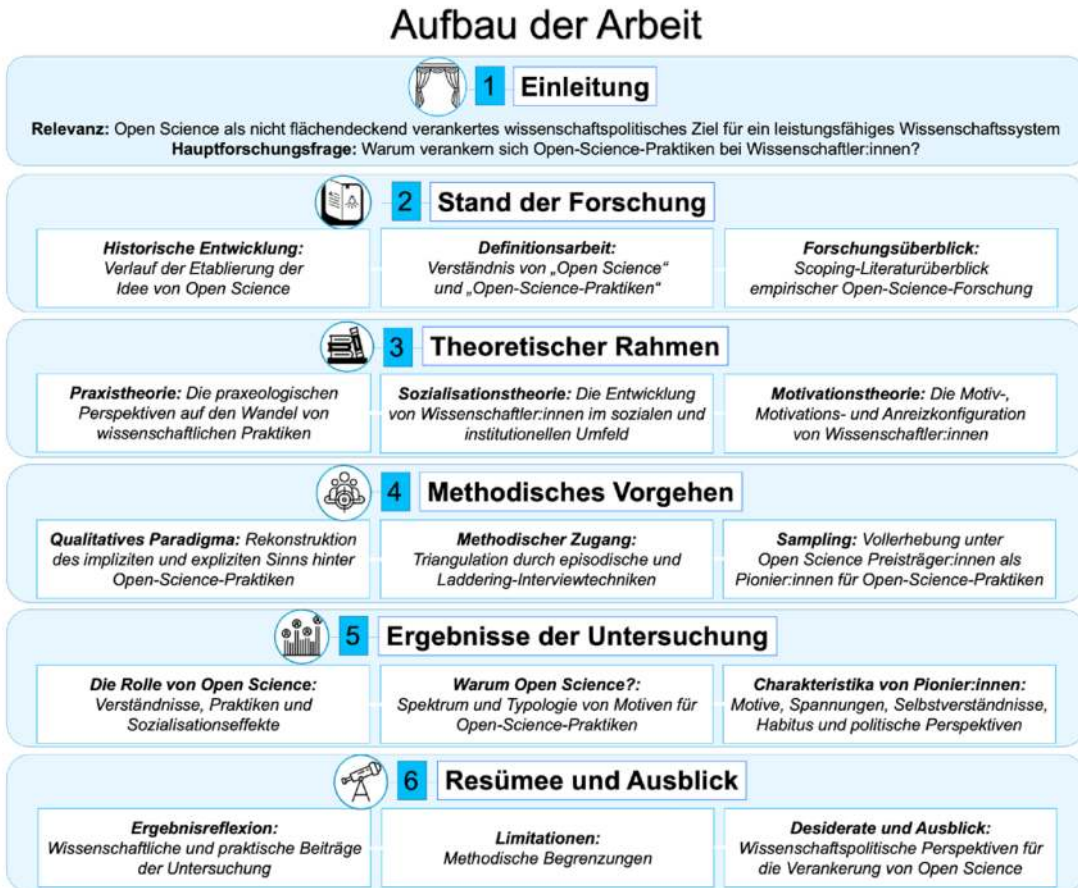 Aufbau der Arbeit
1 Einleitung
Relevanz: Open Science als nicht flächendeckend verankertes wissenschaftspolitisches Ziel für ein leistungsfähiges Wissenschaftssystem
Hauptforschungsfrage: Warum verankern sich Open-Science-Praktiken bei Wissenschaftler:innen?
2 Stand der Forschung
Historische Entwicklung:
Verlauf der Etablierung der
Idee von Open Science
Definitionsarbeit:
Verständnis von „Open Science“
und „Open-Science-Praktiken“
Forschungsüberblick:
Scoping-Literaturüberblick
empirischer Open-Science-Forschung
3 Theoretischer Rahmen
Praxistheorie: Die praxeologischen
Perspektiven auf den Wandel von
wissenschaftlichen Praktiken
Sozialisationstheorie: Die Entwicklung
von Wissenschaftler:innen im sozialen und
institutionellen Umfeld
Motivationstheorie: Die Motiv-,
Motivations- und Anreizkonfiguration
von Wissenschaftler:innen
4 Methodisches Vorgehen
Qualitatives Paradigma: Rekonstruktion
des impliziten und expliziten Sinns hinter
Open-Science-Praktiken
Methodischer Zugang:
Triangulation durch episodische und
Laddering-Interviewtechniken
Sampling: Vollerhebung unter
Open Science Preisträger:innen als
Pionier:innen für Open-Science-Praktiken
5 Ergebnisse der Untersuchung
Die Rolle von Open Science:
Verständnisse, Praktiken und
Sozialisationseffekte
Warum Open Science?:
Spektrum und Typologie von Motiven für
Open-Science-Praktiken
Charakteristika von Pionier:innen:
Motive, Spannungen, Selbstverständnisse,
Habitus und politische Perspektiven
6 Resümee und Ausblick
Ergebnisreflexion:
Wissenschaftliche und praktische Beiträge
der Untersuchung
Limitationen:
Methodische Begrenzungen
Desiderate und Ausblick:
Wissenschaftspolitische Perspektiven für
die Verankerung von Open Science